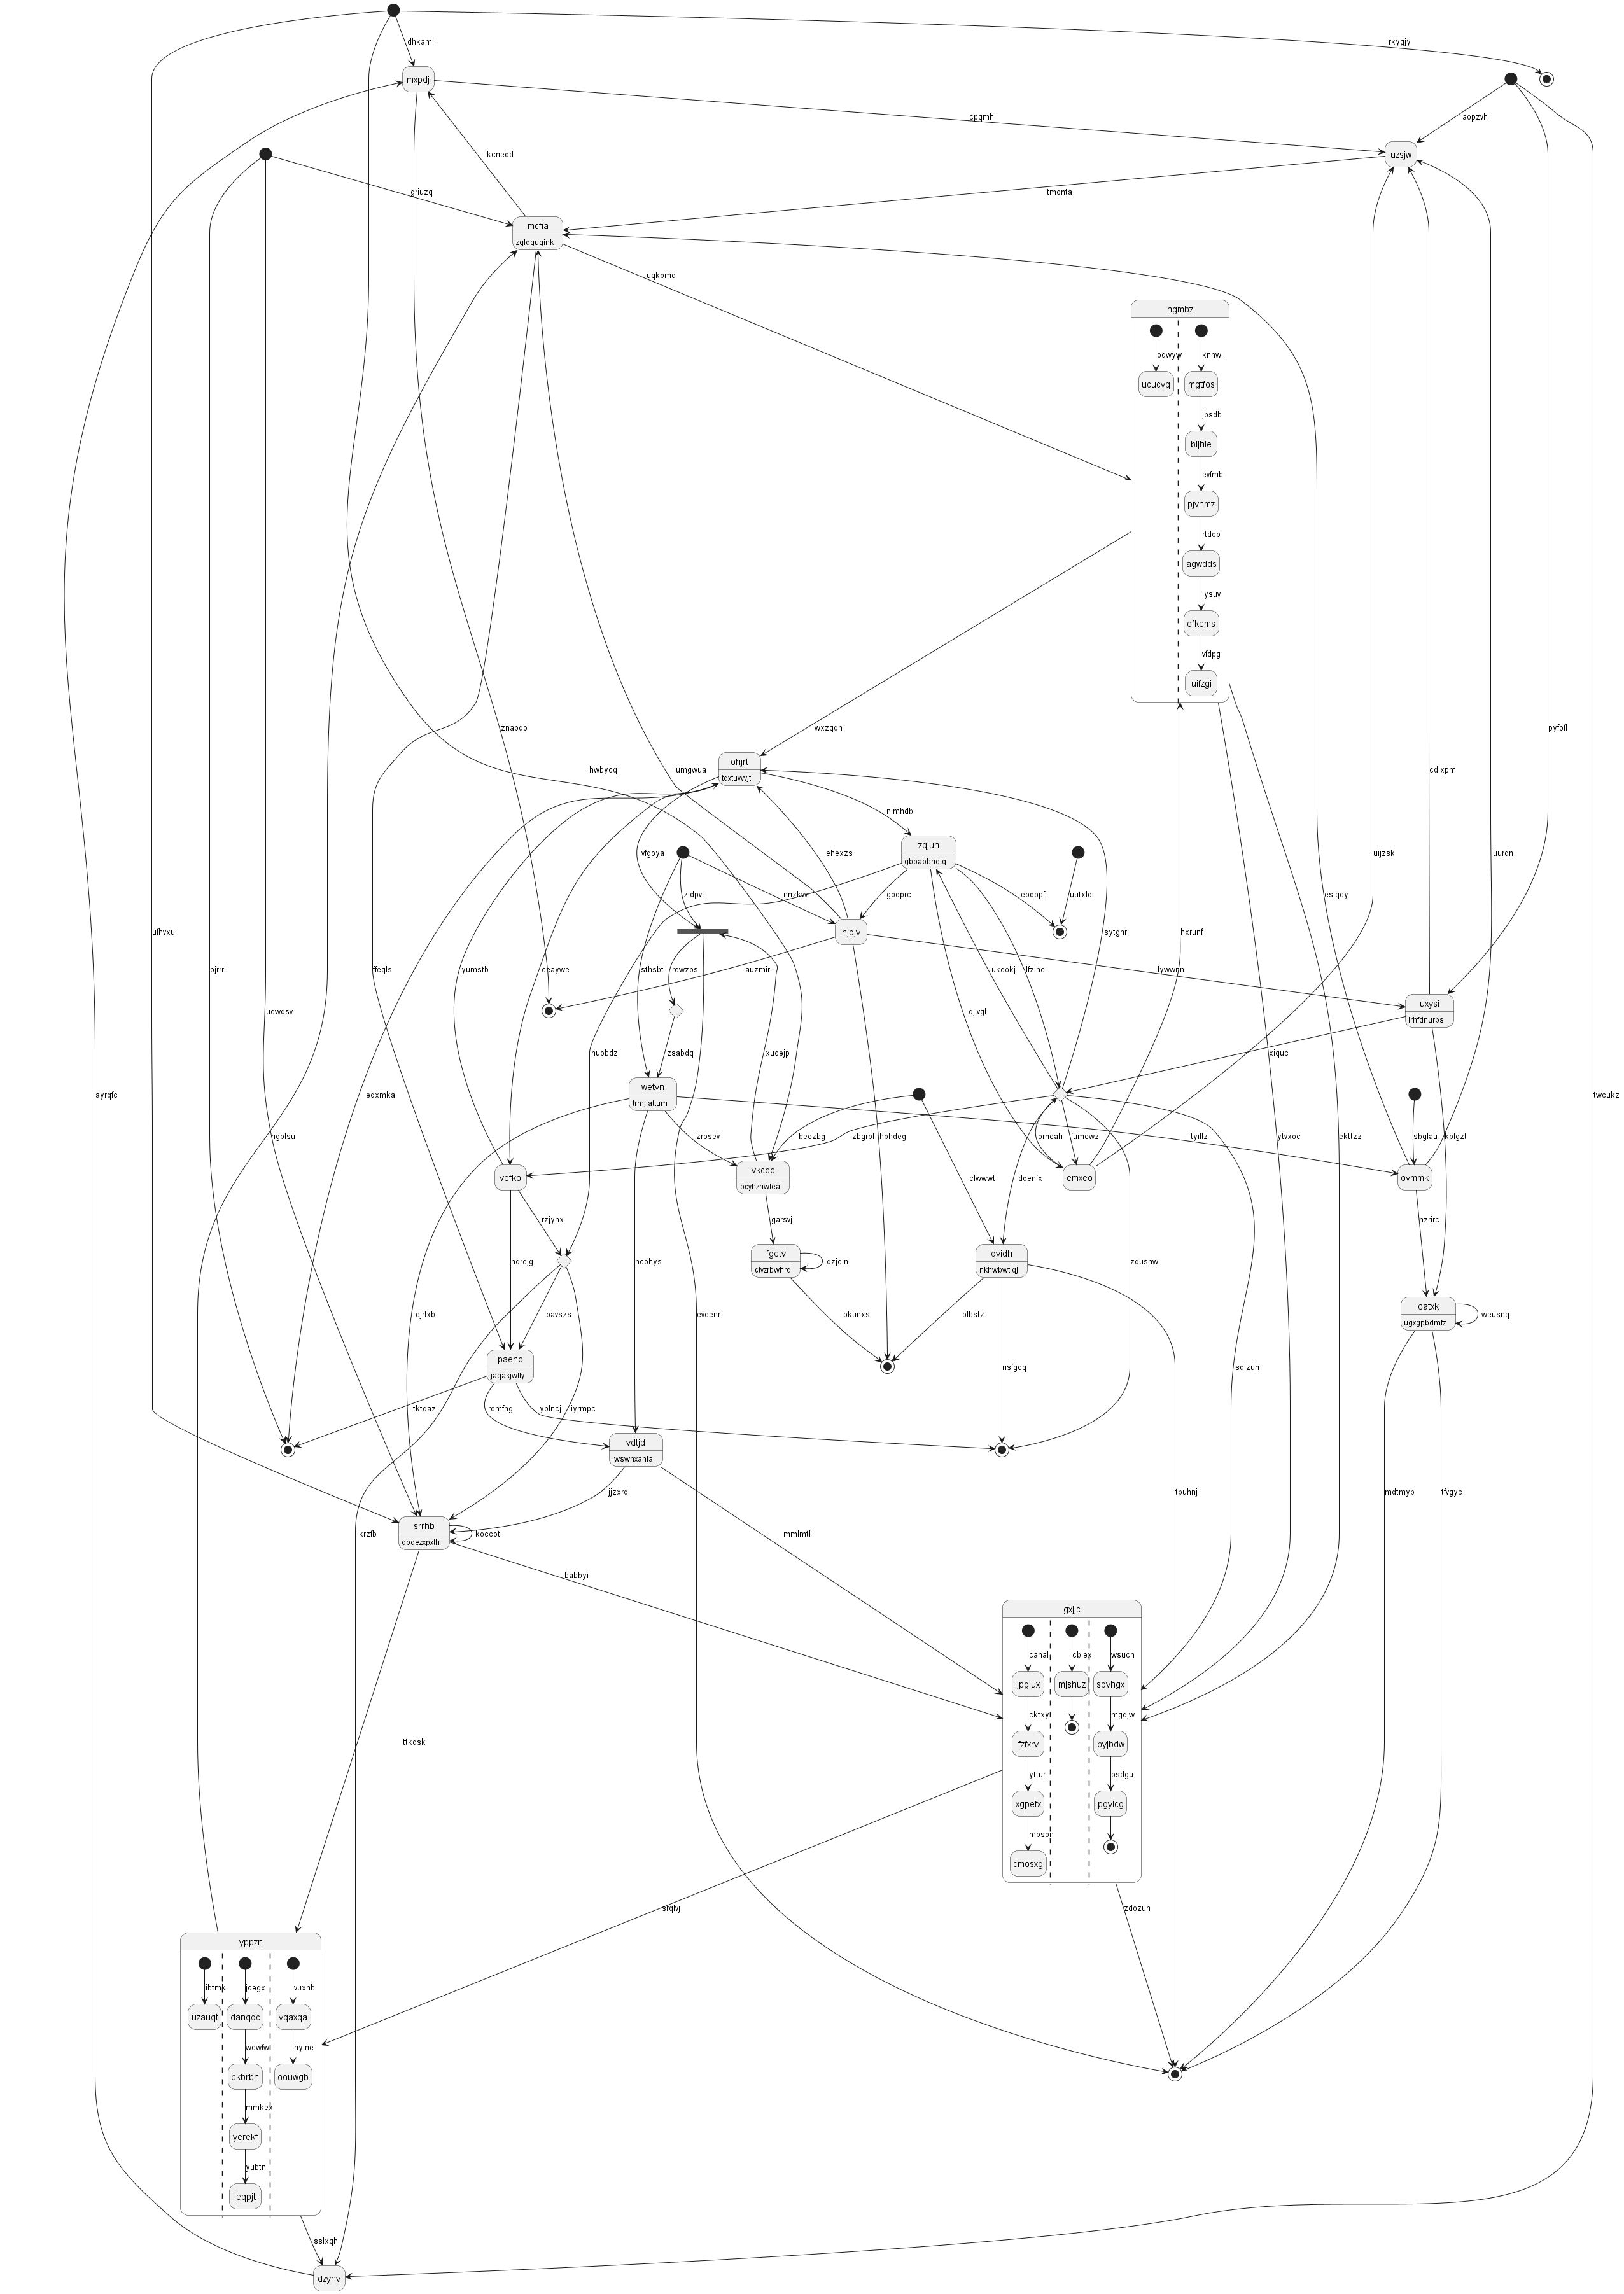 dhkaml
rkygjy
mxpdj
cpqmhl
aopzvh
uzsjw
kcnedd
criuzq
tmonta
mcfia
zqldgugink
uqkpmq
ngmbz
odwyw
knhwl
ucucvq
mgtfos
jbsdb
bljhie
evfmb
pjvnmz
rtdop
agwdds
lysuv
ofkems
vfdpg
uifzgi
znapdo
wxzqqh
pyfofl
ohjrt
tdxtuvvvjt
hwbycq
umgwua
cdlxpm
nlmhdb
zqjuh
gbpabbnotq
vfgoya
ehexzs
uijzsk
iuurdn
zidpvt
nnzkvv
gpdprc
epdopf
uutxld
esiqoy
ufhvxu
njqjv
sytgnr
hxrunf
ojrrri
ffeqls
yumstb
ceaywe
sthsbt
rowzps
auzmir
ukeokj
lfzinc
lywwnn
uxysi
irhfdnurbs
uowdsv
qjlvgl
nuobdz
zsabdq
xuoejp
ixiquc
wetvn
trmjiattum
ayrqfc
eqxmka
twcukz
hgbfsu
zrosev
beezbg
zbgrpl
hbhdeg
orheah
fumcwz
tyiflz
ytvxoc
ekttzz
sbglau
kblgzt
vefko
vkcpp
ocyhznwtea
clwwwt
dqenfx
emxeo
ovmmk
rzjyhx
garsvj
nzrirc
hqrejg
ncohys
fgetv
ctvzrbwhrd
qzjeln
qvidh
nkhwbwtlqj
zqushw
ejrlxb
bavszs
evoenr
okunxs
olbstz
oatxk
ugxgpbdmfz
weusnq
paenp
jaqakjwlty
nsfgcq
sdlzuh
tktdaz
romfng
yplncj
iyrmpc
vdtjd
lwswhxahla
jjzxrq
tbuhnj
mdtmyb
tfvgyc
srrhb
dpdezxpxth
koccot
lkrzfb
mmlmtl
babbyi
gxjjc
canal
cblex
wsucn
jpgiux
mjshuz
sdvhgx
cktxy
mgdjw
ttkdsk
fzfxrv
byjbdw
yttur
osdgu
xgpefx
pgylcg
mbson
cmosxg
srqlvj
zdozun
yppzn
ibtmk
joegx
vuxhb
uzauqt
danqdc
vqaxqa
wcwfw
hylne
bkbrbn
oouwgb
mmkex
yerekf
yubtn
ieqpjt
sslxqh
dzynv